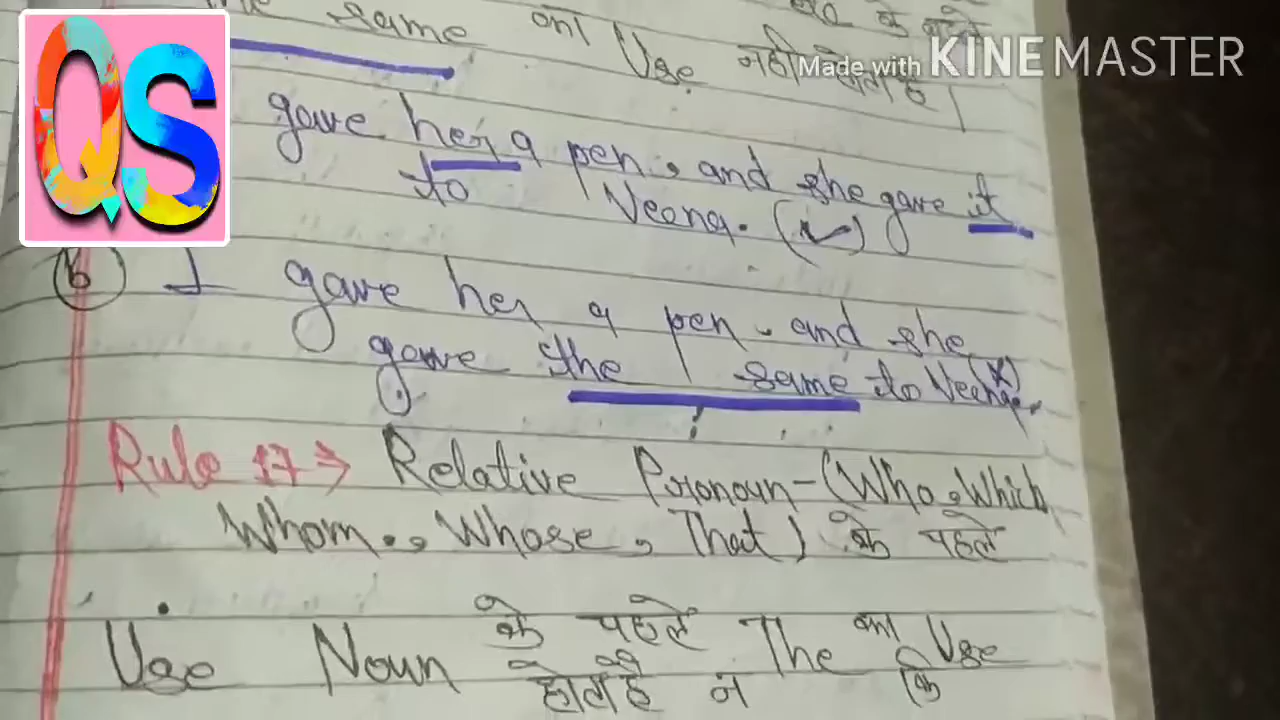 same का Use नहीं होता है।
Made with KINEMASTER
QS
gave her a pen, and she gave it
to Veena. (✓)
(b) I gave her a pen, and she
gave the same to Veena. (X)
Rule 17 ⇒ Relative Pronoun-(Who, Which,
Whom, Whose, That) के पहले
Use Noun के पहले The का Use
होता है न कि